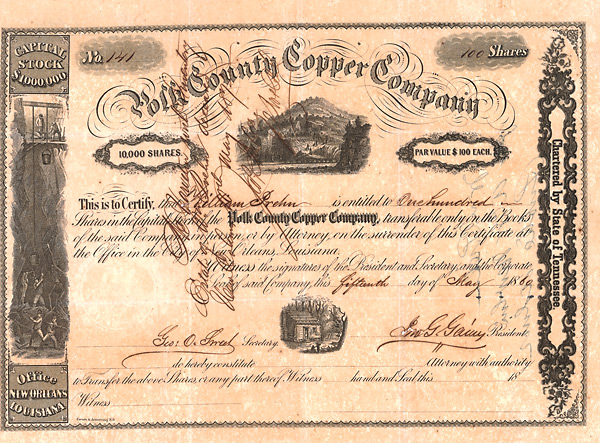 CAPITAL
STOCK
$1,000,000.
No. 141
100 Shares
Polk County Copper Company
10,000 SHARES.
PAR VALUE $100 EACH.
This is to Certify, that William is entitled to One hundred
Shares in the Capital Stock of the Polk County Copper Company, transferable only on the Books
of the said Company in person or by Attorney, on the surrender of this Certificate at
the Office in the City of New Orleans, Louisiana.
Witness the signatures of the President and Secretary, and the Corporate
Seal of said Company, this fifteenth day of May 1860
Geo: O. Sweet Secretary.
Jno. G. Gaines President.
do hereby constitute Attorney with authority
to Transfer the above Shares, or any part thereof Witness hand and Seal this 18
Witness
Office
NEW ORLEANS
LOUISIANA
Chartered by State of Tennessee.